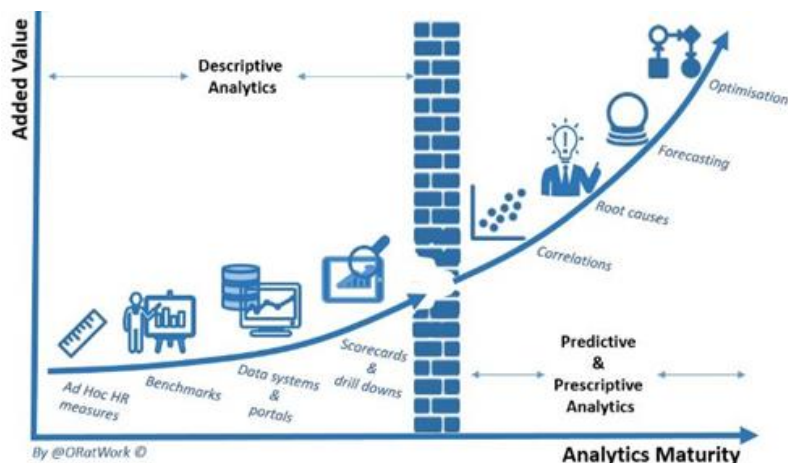 Added Value
Descriptive
Analytics
Optimisation
Forecasting
Root causes
Correlations
Ad Hoc HR
measures
Benchmarks
Data systems
&
portals
Scorecards
&
drill downs
Predictive
&
Prescriptive
Analytics
By @ORatWork ©
Analytics Maturity